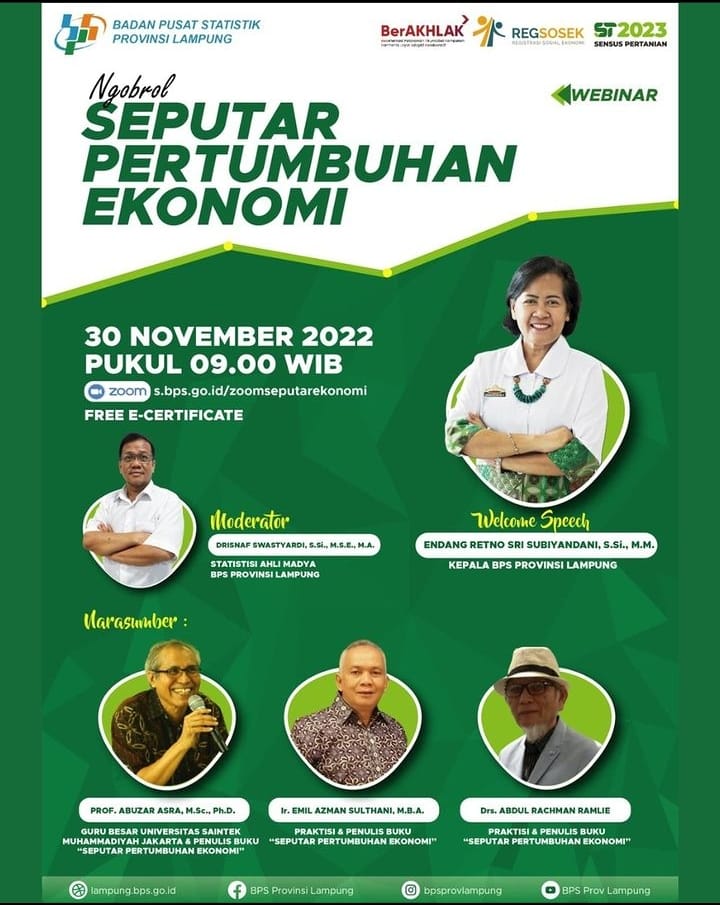 BADAN PUSAT STATISTIK
PROVINSI LAMPUNG
BerAKHLAK
REGSOSEK
REGISTRASI SOSIAL EKONOMI
ST2023
SENSUS PERTANIAN
Ngobrol
SEPUTAR
PERTUMBUHAN
EKONOMI
WEBINAR
30 NOVEMBER 2022
PUKUL 09.00 WIB
zoom s.bps.go.id/zoomseputarekonomi
FREE E-CERTIFICATE
Moderator
DRISNAF SWASTYARDI, S.Si., M.S.E., M.A.
STATISTISI AHLI MADYA
BPS PROVINSI LAMPUNG
Welcome Speech
ENDANG RETNO SRI SUBIYANDANI, S.Si., M.M.
KEPALA BPS PROVINSI LAMPUNG
Narasumber :
PROF. ABUZAR ASRA, M.Sc., Ph.D.
GURU BESAR UNIVERSITAS SAINTEK
MUHAMMADIYAH JAKARTA & PENULIS BUKU
"SEPUTAR PERTUMBUHAN EKONOMI"
Ir. EMIL AZMAN SULTHANI, M.B.A.
PRAKTISI & PENULIS BUKU
"SEPUTAR PERTUMBUHAN EKONOMI"
Drs. ABDUL RACHMAN RAMLIE
PRAKTISI & PENULIS BUKU
"SEPUTAR PERTUMBUHAN EKONOMI"
lampung.bps.go.id
BPS Provinsi Lampung
bpsprovlampung
BPS Prov Lampung